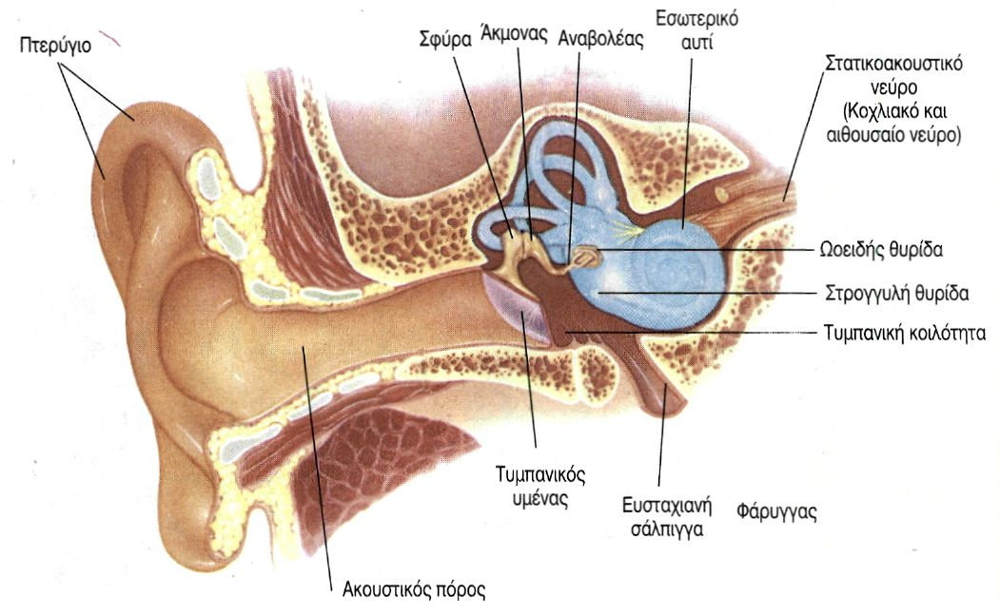 Πτερύγιο
Σφύρα
Άκμονας
Αναβολέας
Εσωτερικό
αυτί
Στατικοακουστικό
νεύρο
(Κοχλιακό και
αιθουσαίο νεύρο)
Ωοειδής θυρίδα
Στρογγυλή θυρίδα
Τυμπανική κοιλότητα
Τυμπανικός
υμένας
Ευσταχιανή
σάλπιγγα
Φάρυγγας
Ακουστικός πόρος